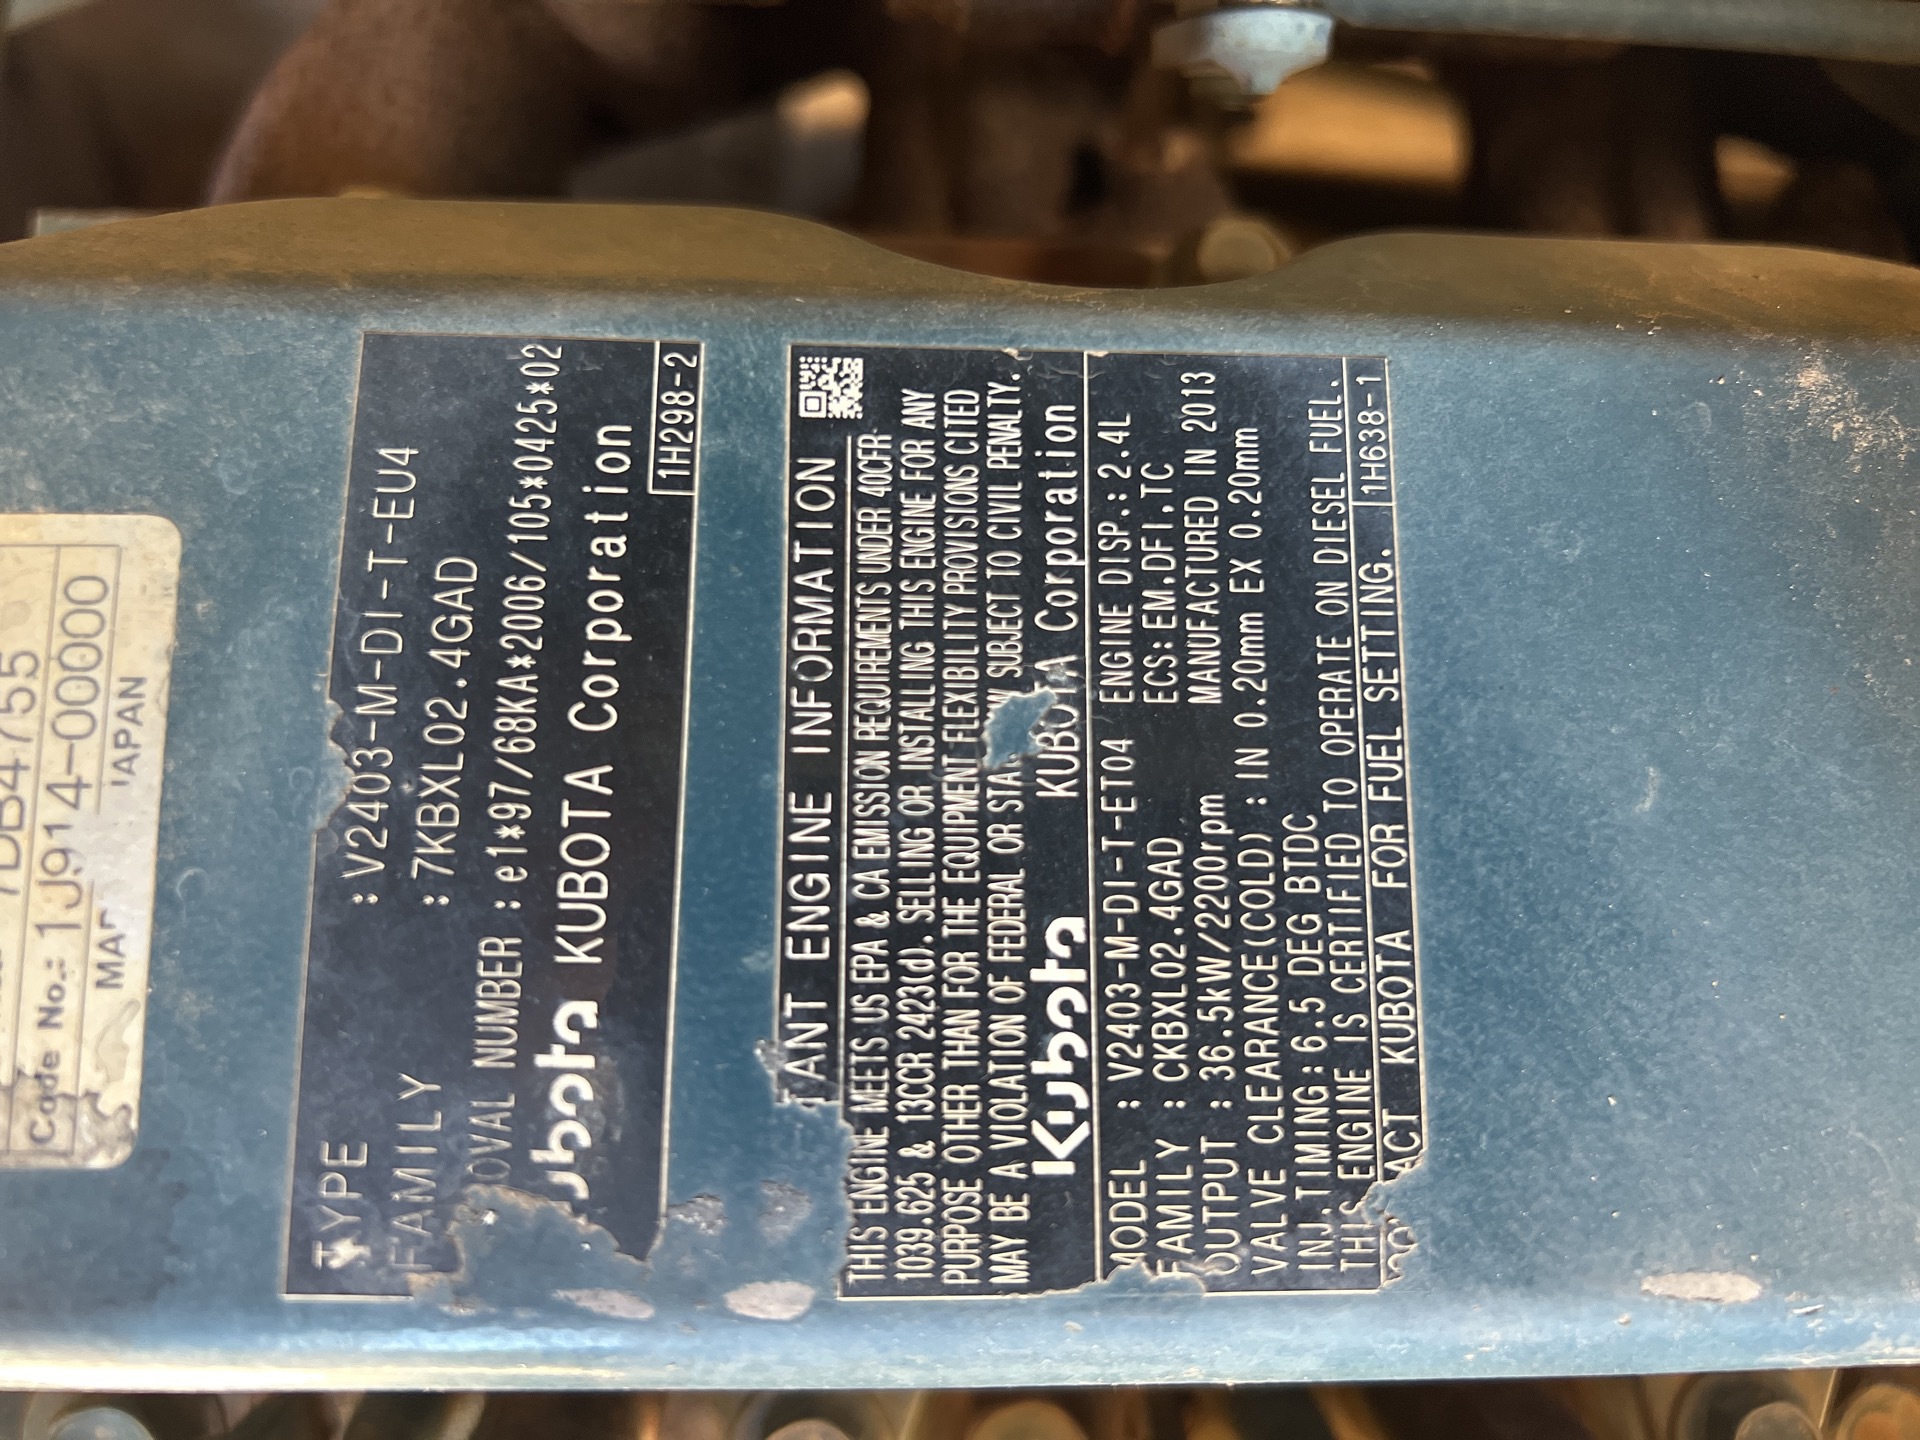 7DB4755
Code No.: 1J914-00000
JAPAN
TYPE : V2403-M-DI-T-EU4
FAMILY : 7KBXL02.4GAD
OVAL NUMBER : e1*97/68KA*2006/105*0425*02
ubota KUBOTA Corporation
1H298-2
TANT ENGINE INFORMATION
THIS ENGINE MEETS US EPA & CA EMISSION REQUIREMENTS UNDER 40CFR
1039.625 & 13CCR 2423(d). SELLING OR INSTALLING THIS ENGINE FOR ANY
PURPOSE OTHER THAN FOR THE EQUIPMENT FLEXIBILITY PROVISIONS CITED
MAY BE A VIOLATION OF FEDERAL OR STA W SUBJECT TO CIVIL PENALTY.
Kubota KUBOTA Corporation
MODEL : V2403-M-DI-T-ET04 ENGINE DISP.: 2.4L
FAMILY : CKBXL02.4GAD ECS: EM.DFI.TC
OUTPUT : 36.5kW/2200rpm MANUFACTURED IN 2013
VALVE CLEARANCE(COLD) : IN 0.20mm EX 0.20mm
INJ.TIMING : 6.5 DEG BTDC
THIS ENGINE IS CERTIFIED TO OPERATE ON DIESEL FUEL.
ACT KUBOTA FOR FUEL SETTING. 1H638-1